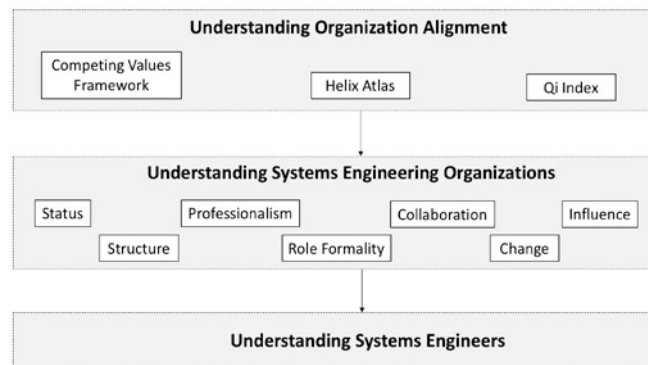 Understanding Organization Alignment
Competing Values
Framework
Helix Atlas
Qi Index
Understanding Systems Engineering Organizations
Status
Professionalism
Collaboration
Influence
Structure
Role Formality
Change
Understanding Systems Engineers